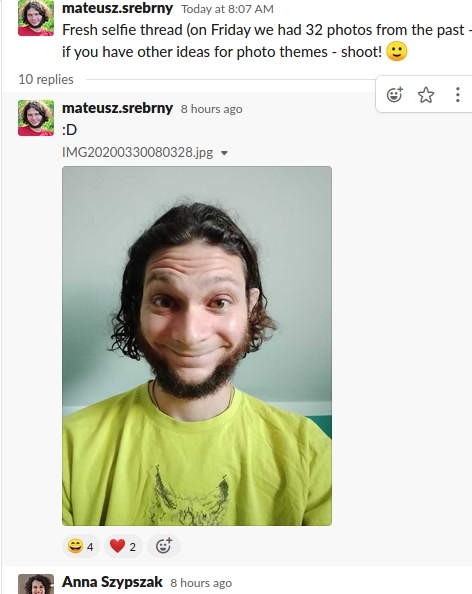 mateusz.srebrny Today at 8:07 AM
Fresh selfie thread (on Friday we had 32 photos from the past -
if you have other ideas for photo themes - shoot! 🙂
10 replies
mateusz.srebrny 8 hours ago
:D
IMG20200330080328.jpg
4 2
Anna Szypszak 8 hours ago